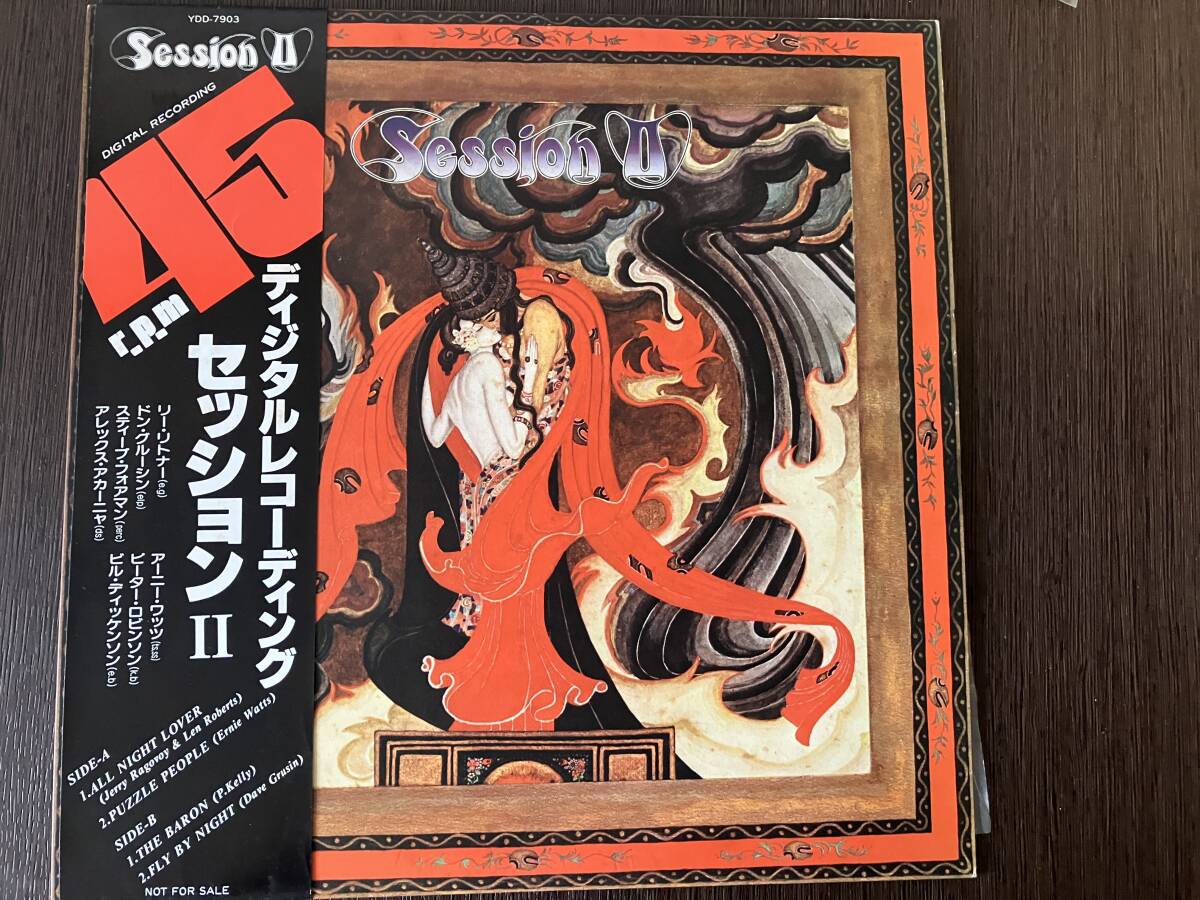 YDD-7903
Session II
DIGITAL RECORDING
45
r.p.m
ディジタルレコーディング
セッション II
リー・リトナー(e.g)
ドン・グルーシン(elp)
スティーブ・フォアマン(perc)
アレックス・アカーニャ(ds)
アーニー・ワッツ(ts,ss)
ピーター・ロビンソン(k.b)
ビル・ディッケンソン(e.b)
SIDE-A
1.ALL NIGHT LOVER
(Jerry Ragovoy & Len Roberts)
2.PUZZLE PEOPLE (Ernie Watts)
SIDE-B
1.THE BARON (P.Kelly)
2.FLY BY NIGHT (Dave Grusin)
NOT FOR SALE
Session II